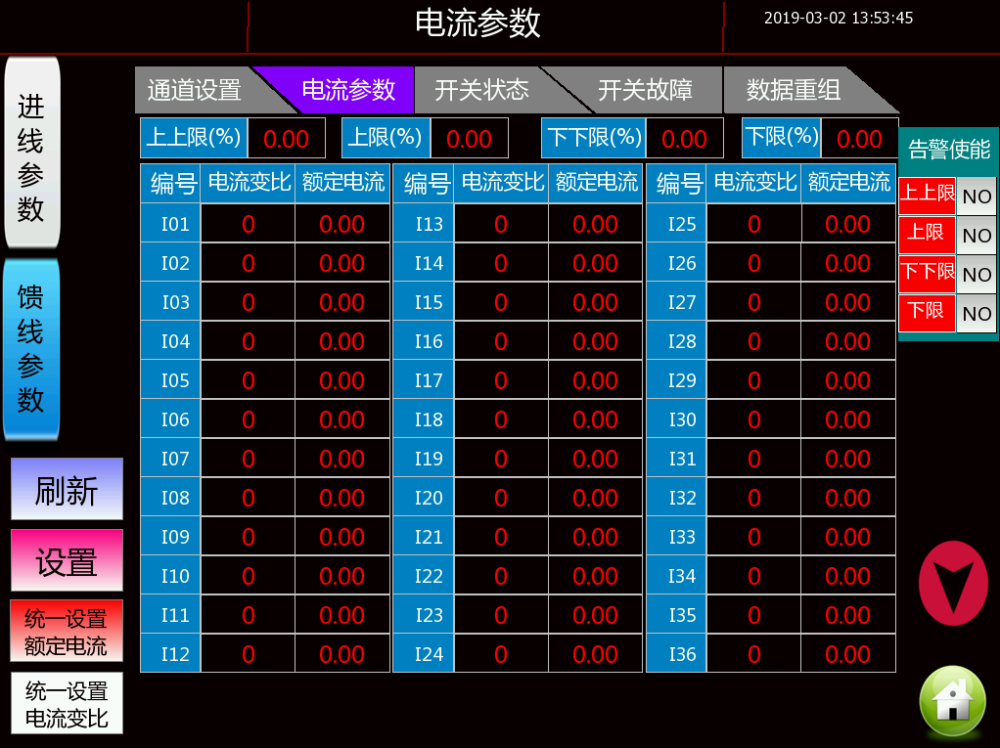 电流参数
2019-03-02 13:53:45
通道设置 电流参数 开关状态 开关故障 数据重组
上上限(%) 0.00 上限(%) 0.00 下下限(%) 0.00 下限(%) 0.00
编号 电流变比 额定电流 编号 电流变比 额定电流 编号 电流变比 额定电流
I01 0 0.00 I13 0 0.00 I25 0 0.00
I02 0 0.00 I14 0 0.00 I26 0 0.00
I03 0 0.00 I15 0 0.00 I27 0 0.00
I04 0 0.00 I16 0 0.00 I28 0 0.00
I05 0 0.00 I17 0 0.00 I29 0 0.00
I06 0 0.00 I18 0 0.00 I30 0 0.00
I07 0 0.00 I19 0 0.00 I31 0 0.00
I08 0 0.00 I20 0 0.00 I32 0 0.00
I09 0 0.00 I21 0 0.00 I33 0 0.00
I10 0 0.00 I22 0 0.00 I34 0 0.00
I11 0 0.00 I23 0 0.00 I35 0 0.00
I12 0 0.00 I24 0 0.00 I36 0 0.00
告警使能
上上限 NO
上限 NO
下下限 NO
下限 NO
进线参数
馈线参数
刷新
设置
统一设置
额定电流
统一设置
电流变比